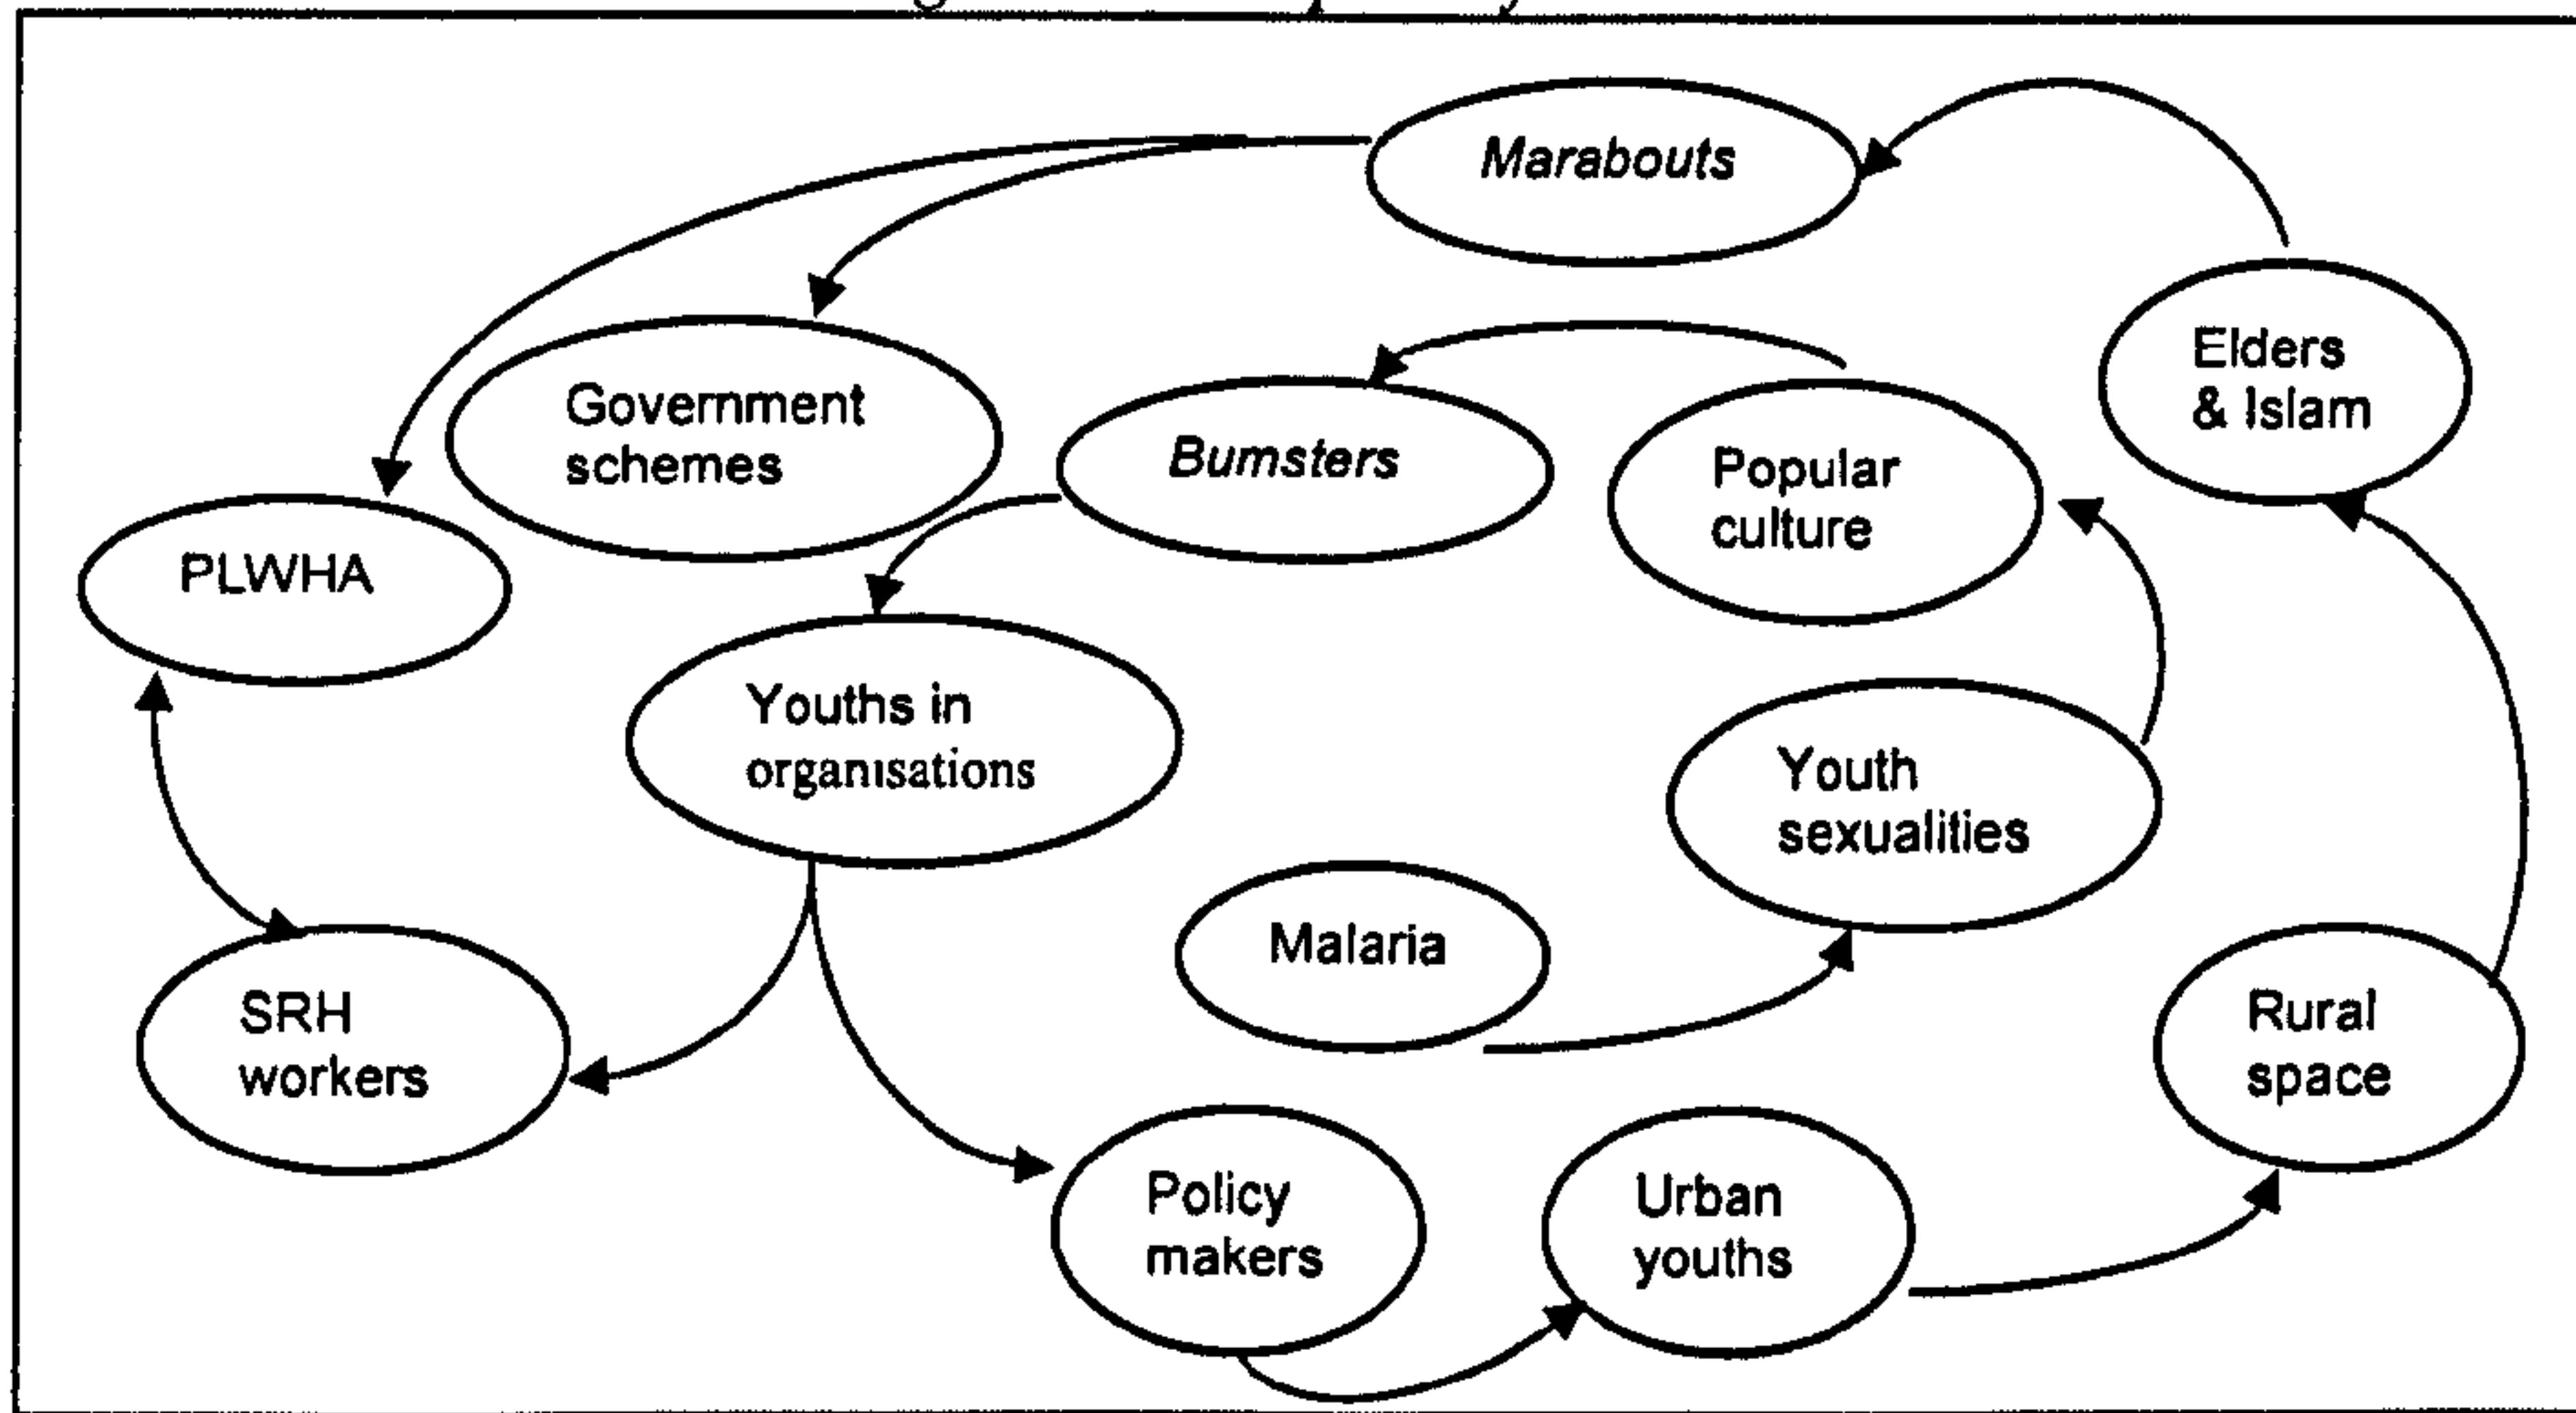 Marabouts
Elders
& Islam
Government
schemes
Bumsters
Popular
culture
PLWHA
Youths in
organisations
Youth
sexualities
Malaria
SRH
workers
Rural
space
Policy
makers
Urban
youths